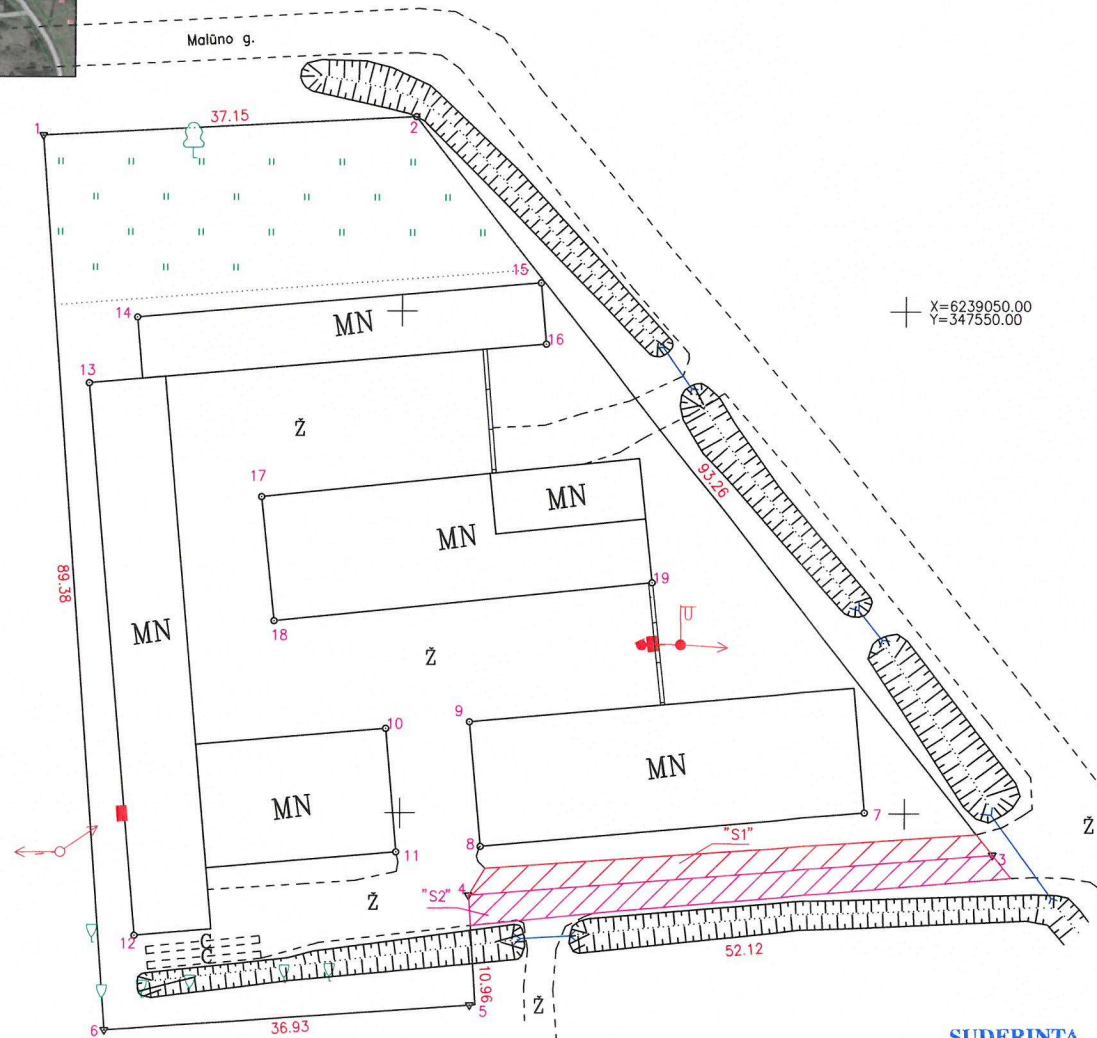 Malūno g.
37.15
1
2
15
14
MN
16
X=6239050.00
Y=347550.00
13
Ž
17
MN
93.26
MN
89.38
19
18
U
MN
Ž
9
10
MN
MN
7
"S1"
Ž
8
11
3
4
"S2"
Ž
12
C
C
52.12
10.96
5
Ž
36.93
6
SUDERINTA